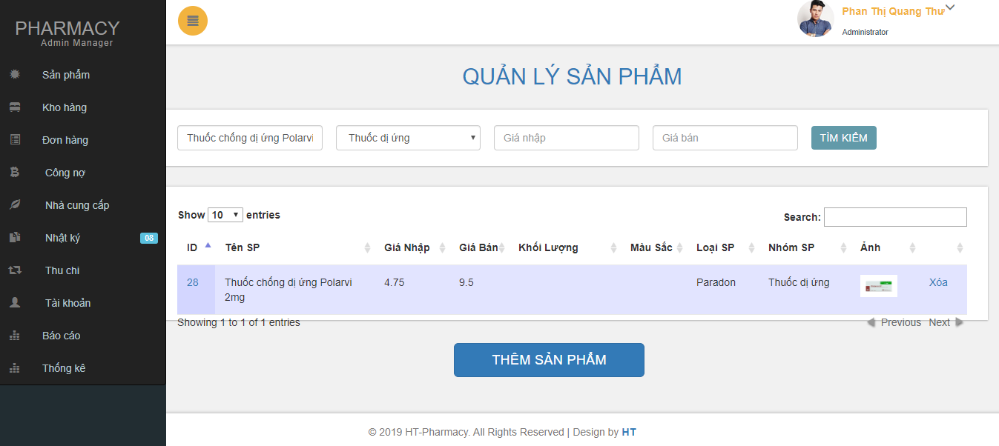 PHARMACY
Admin Manager
Sản phẩm
Kho hàng
Đơn hàng
Công nợ
Nhà cung cấp
Nhật ký 08
Thu chi
Tài khoản
Báo cáo
Thống kê
Phan Thị Quang Thư
Administrator
QUẢN LÝ SẢN PHẨM
Thuốc chống dị ứng Polarvi Thuốc dị ứng Giá nhập Giá bán TÌM KIẾM
Show 10 entries Search:
ID Tên SP Giá Nhập Giá Bán Khối Lượng Màu Sắc Loại SP Nhóm SP Ảnh
28 Thuốc chống dị ứng Polarvi 4.75 9.5 Paradon Thuốc dị ứng Xóa
2mg
Showing 1 to 1 of 1 entries Previous Next
THÊM SẢN PHẨM
© 2019 HT-Pharmacy. All Rights Reserved | Design by HT